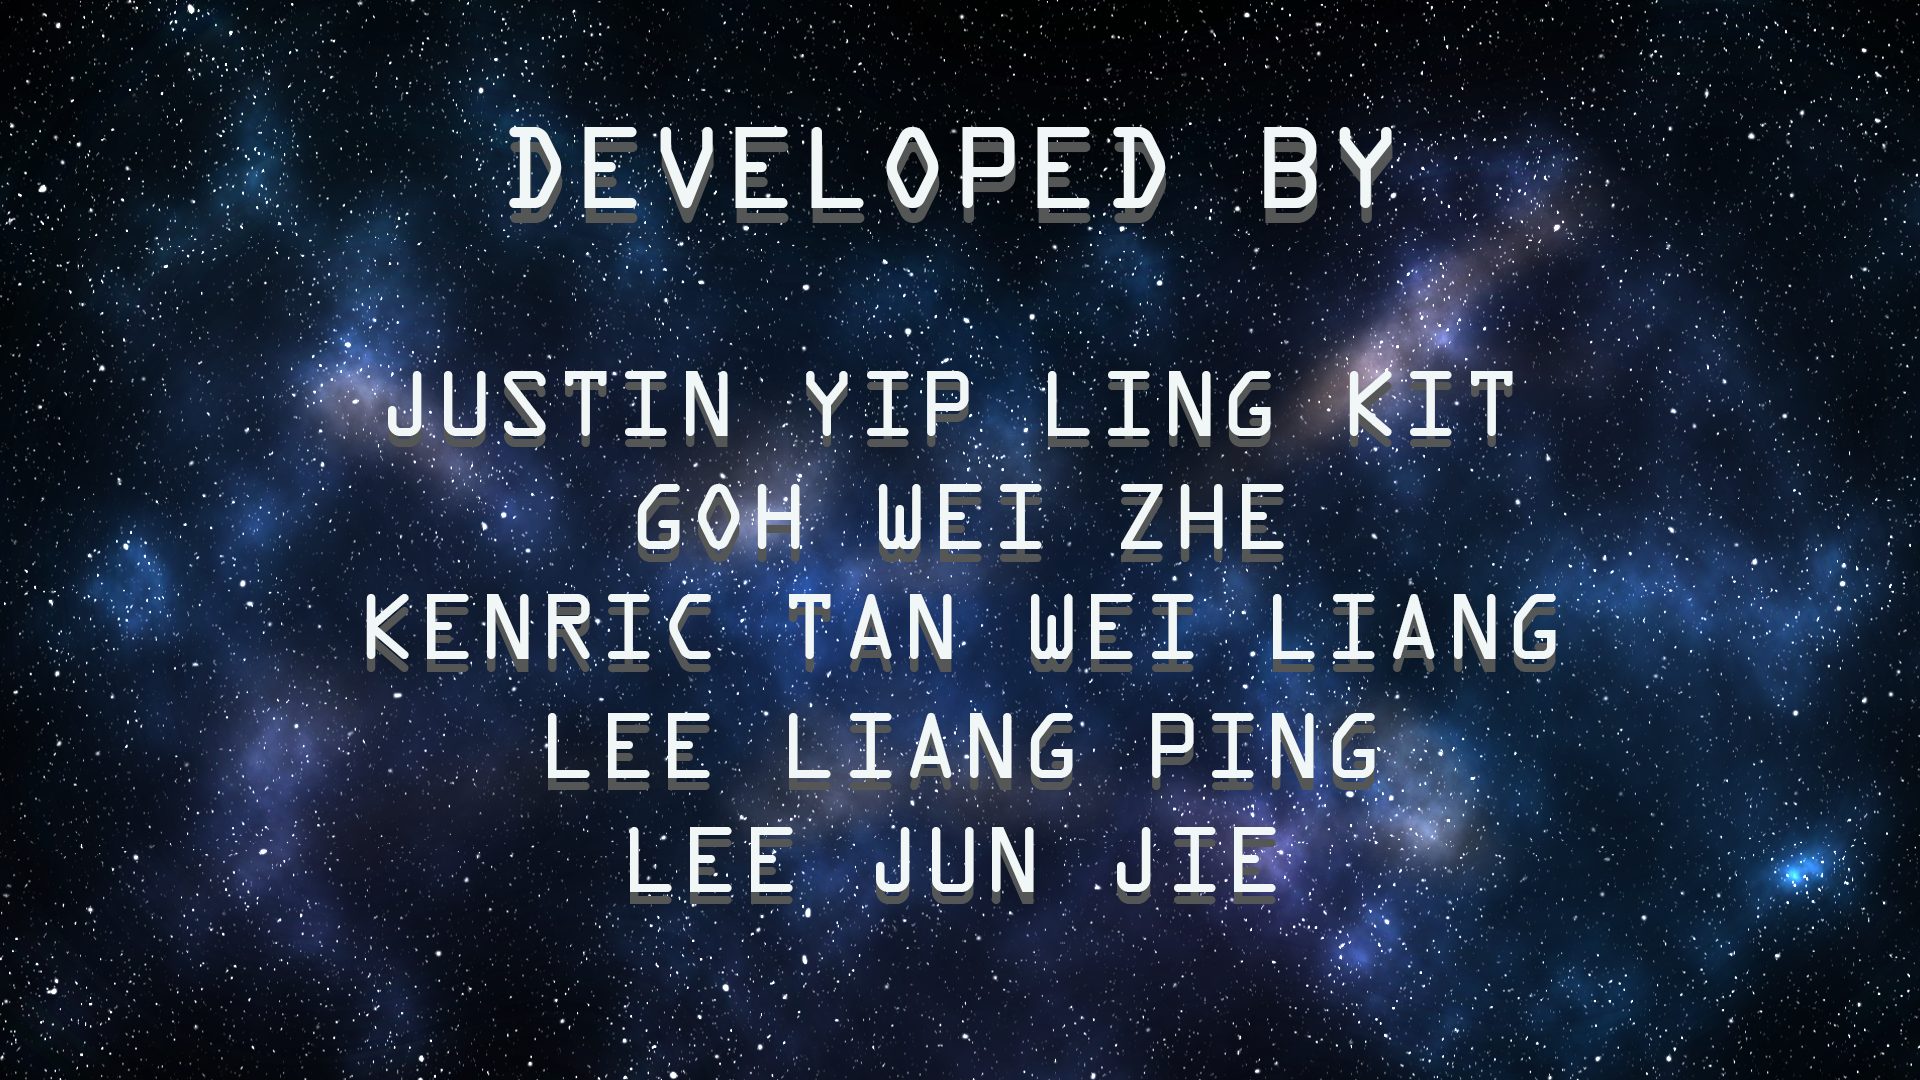 DEVELOPED BY
JUSTIN YIP LING KIT
GOH WEI ZHE
KENRIC TAN WEI LIANG
LEE LIANG PING
LEE JUN JIE